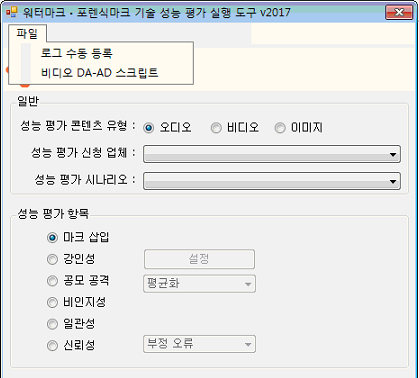 워터마크 · 포렌식마크 기술 성능 평가 실행 도구 v2017
파일
로그 수동 등록
비디오 DA-AD 스크립트
일반
성능 평가 콘텐츠 유형 : 오디오 비디오 이미지
성능 평가 신청 업체 :
성능 평가 시나리오 :
성능 평가 항목
마크 삽입
강인성 설정
공모 공격 평균화
비인지성
일관성
신뢰성 부정 오류